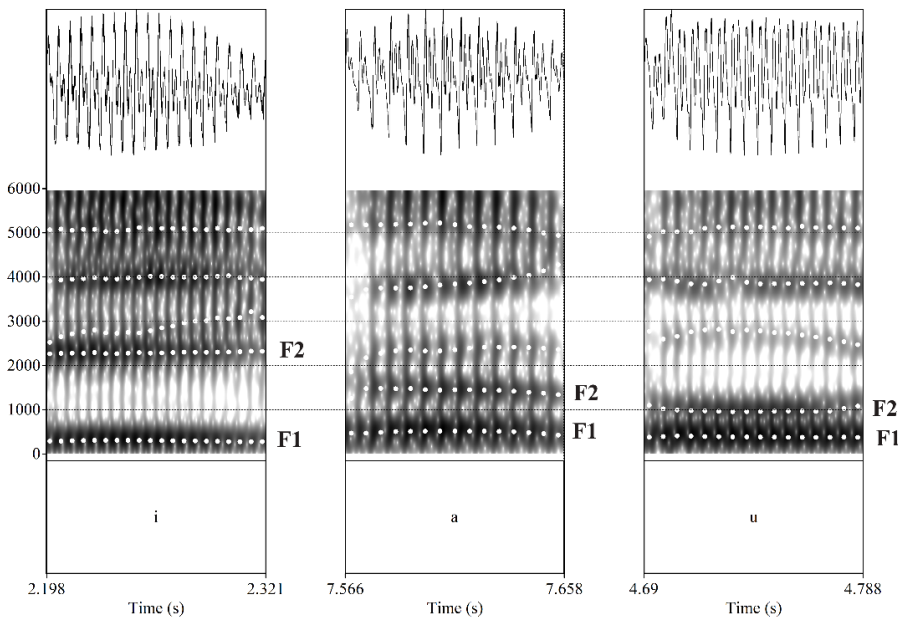 6000
5000
4000
3000
2000
1000
0
F2
F1
F2
F1
F2
F1
i
a
u
2.198 2.321 7.566 7.658 4.69 4.788
Time (s) Time (s) Time (s)